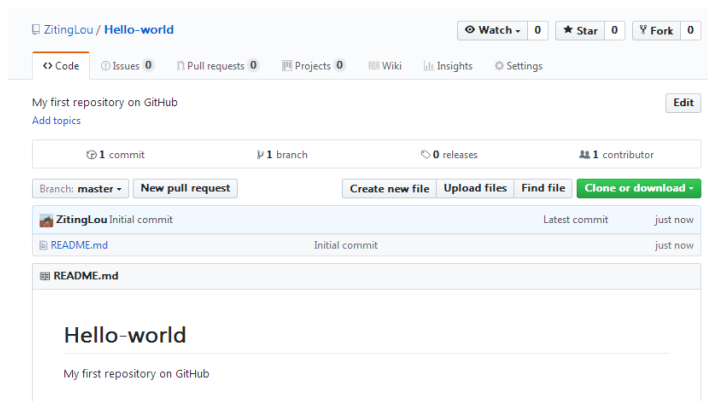 ZitingLou / Hello-world Watch 0 Star 0 Fork 0
Code Issues 0 Pull requests 0 Projects 0 Wiki Insights Settings
My first repository on GitHub Edit
Add topics
1 commit 1 branch 0 releases 1 contributor
Branch: master New pull request Create new file Upload files Find file Clone or download
ZitingLou Initial commit Latest commit just now
README.md Initial commit just now
README.md
Hello-world
My first repository on GitHub